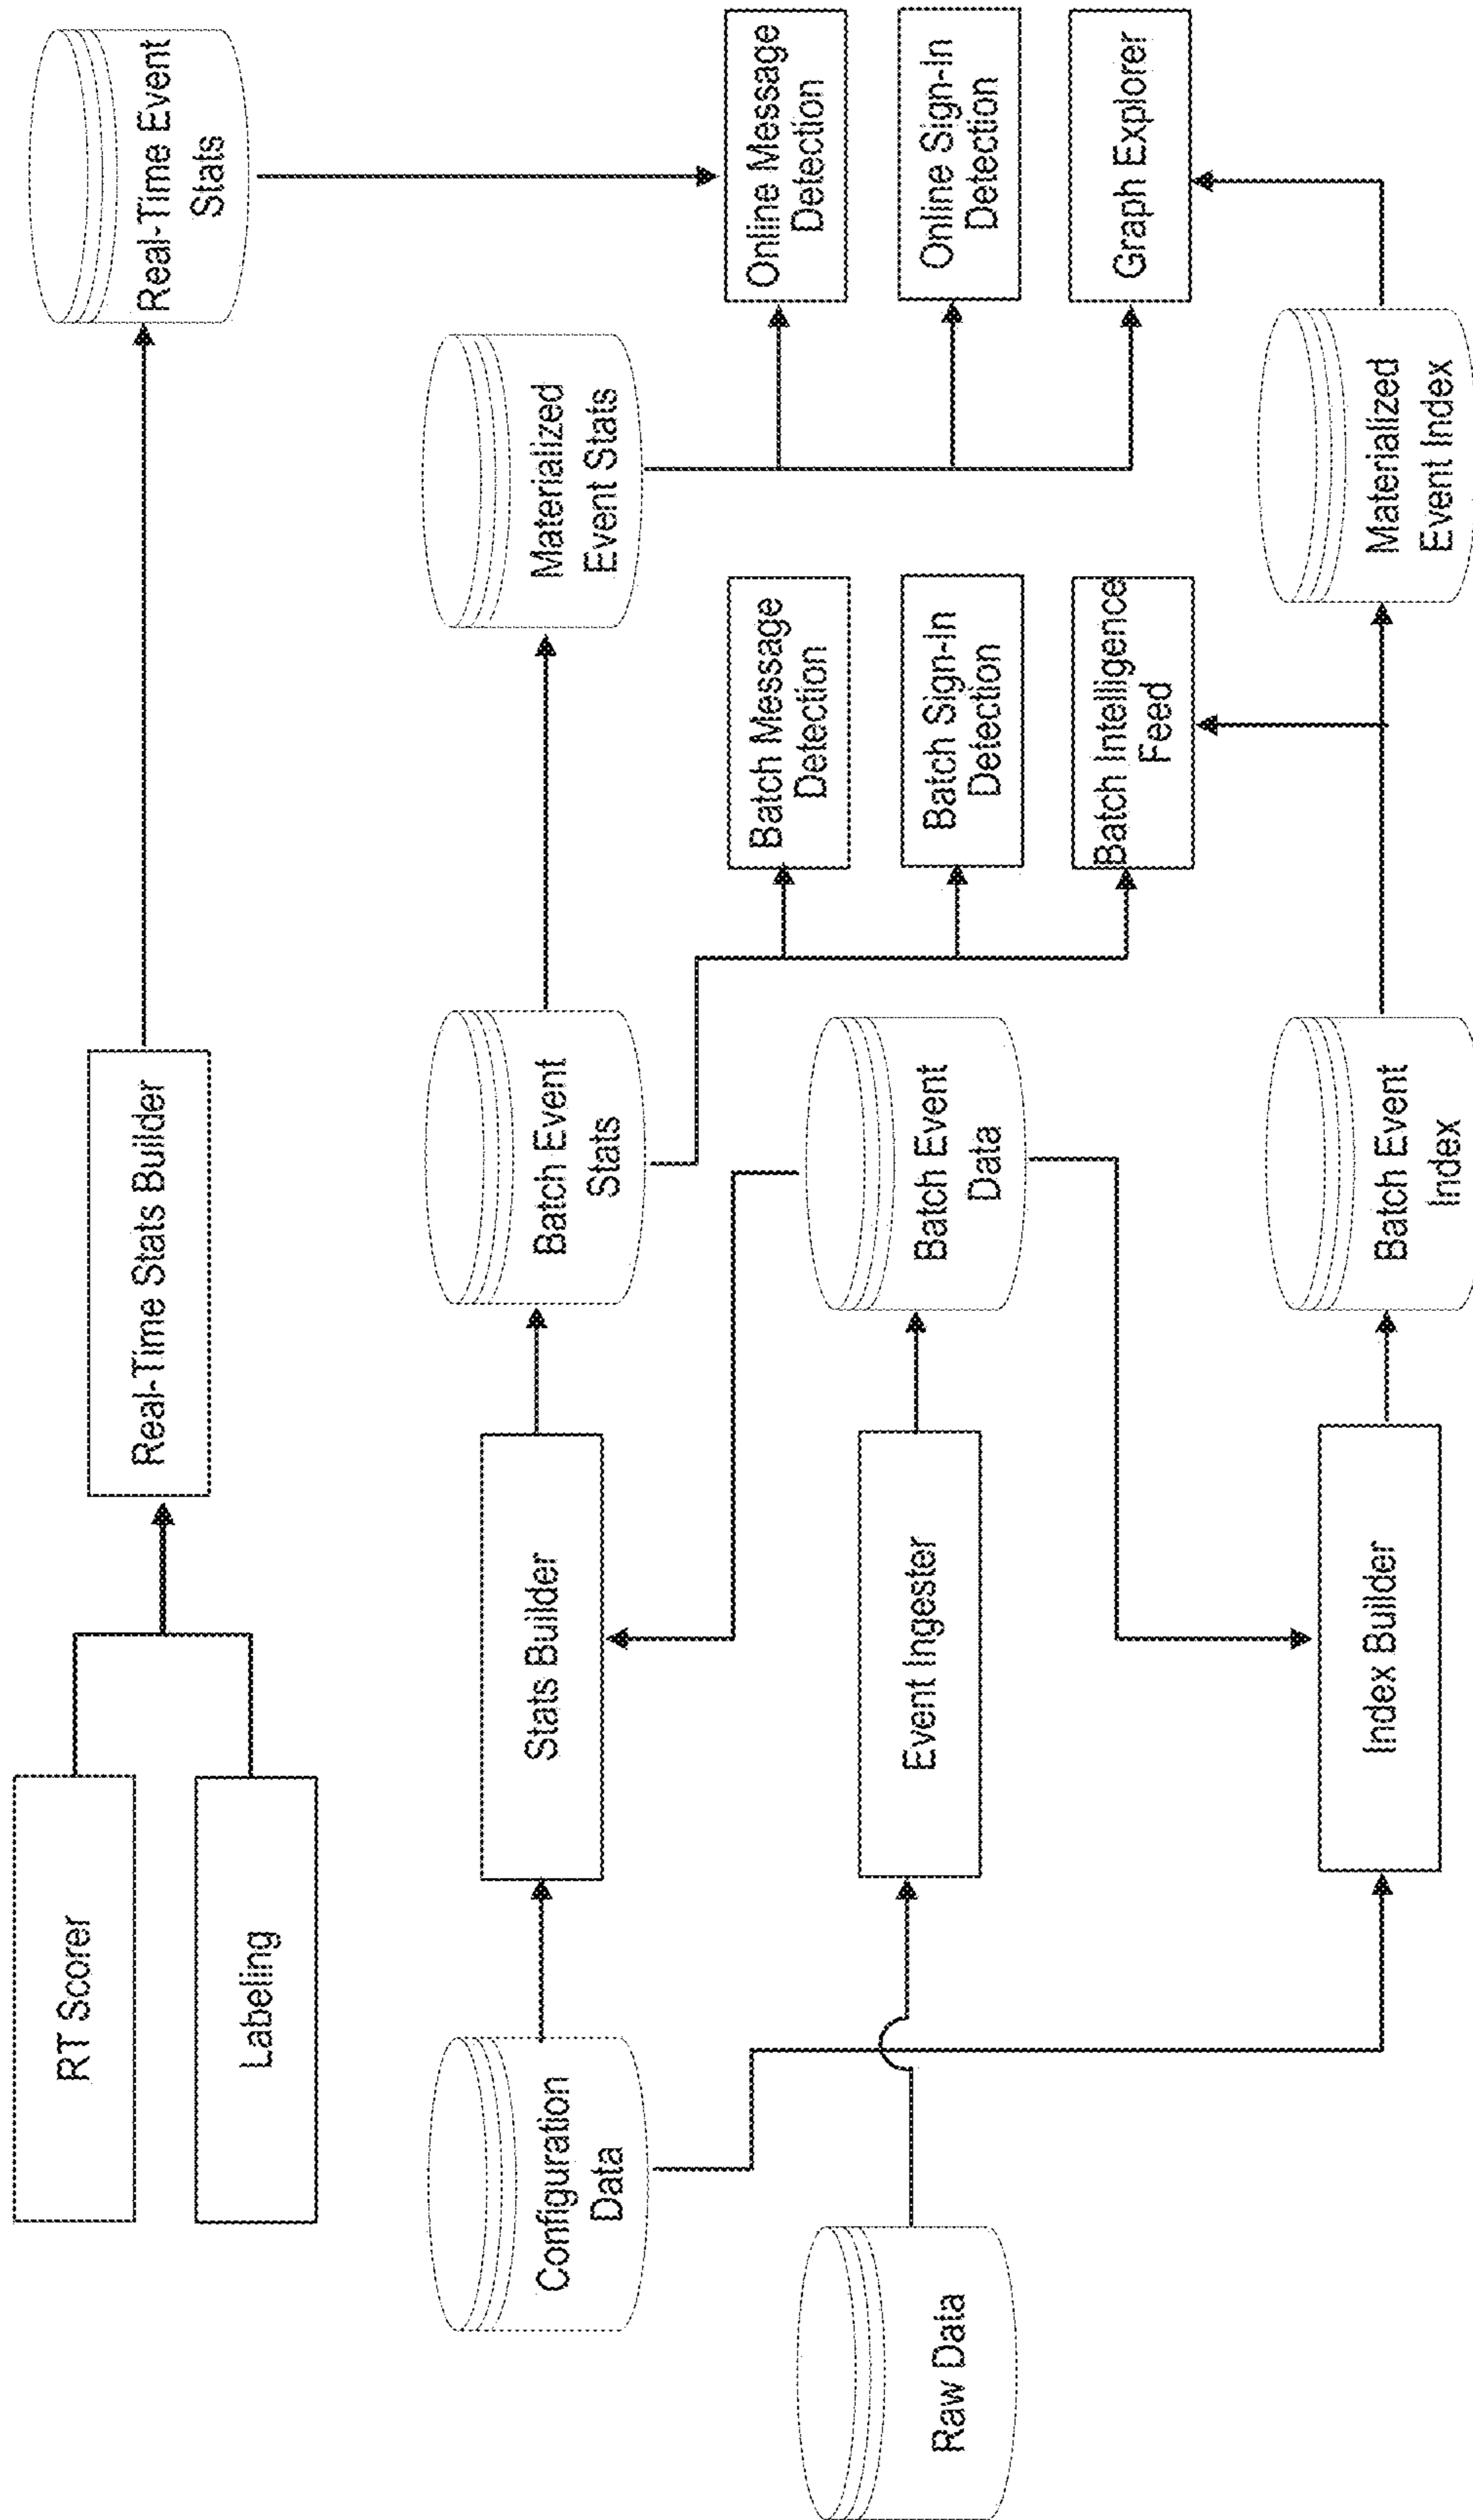 RT Scorer
Labeling
Real-Time Stats Builder
Real-Time Event
Stats
Configuration
Data
Stats Builder
Batch Event
Stats
Materialized
Event Stats
Batch Message
Detection
Online Message
Detection
Raw Data
Event Ingester
Batch Event
Data
Batch Sign-In
Detection
Online Sign-In
Detection
Batch Intelligence
Feed
Graph Explorer
Index Builder
Batch Event
Index
Materialized
Event Index